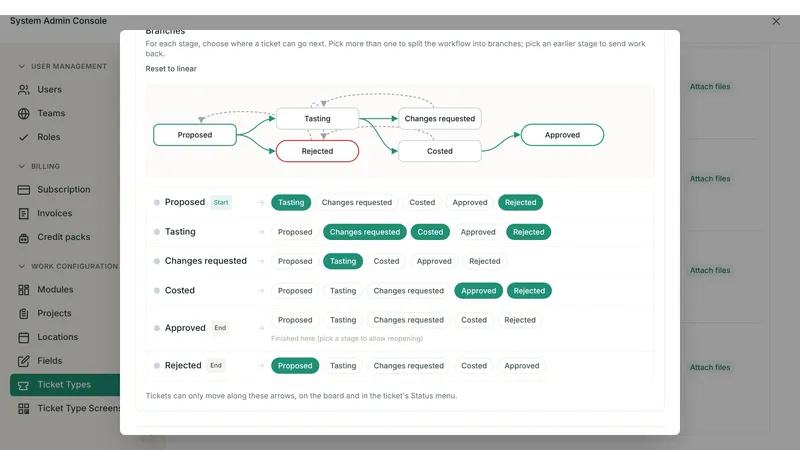 System Admin Console
USER MANAGEMENT
Users
Teams
Roles
BILLING
Subscription
Invoices
Credit packs
WORK CONFIGURATION
Modules
Projects
Locations
Fields
Ticket Types
Ticket Type Screens
Branches
For each stage, choose where a ticket can go next. Pick more than one to split the workflow into branches; pick an earlier stage to send work
back.
Reset to linear
Tasting
Changes requested
Proposed
Approved
Rejected
Costed
Proposed Start Tasting Changes requested Costed Approved Rejected
Tasting Proposed Changes requested Costed Approved Rejected
Changes requested Proposed Tasting Costed Approved Rejected
Costed Proposed Tasting Changes requested Approved Rejected
Approved End Proposed Tasting Changes requested Costed Rejected
Finished here (pick a stage to allow reopening)
Rejected End Proposed Tasting Changes requested Costed Approved
Tickets can only move along these arrows, on the board and in the ticket's Status menu.
Attach files
Attach files
Attach files
Attach files